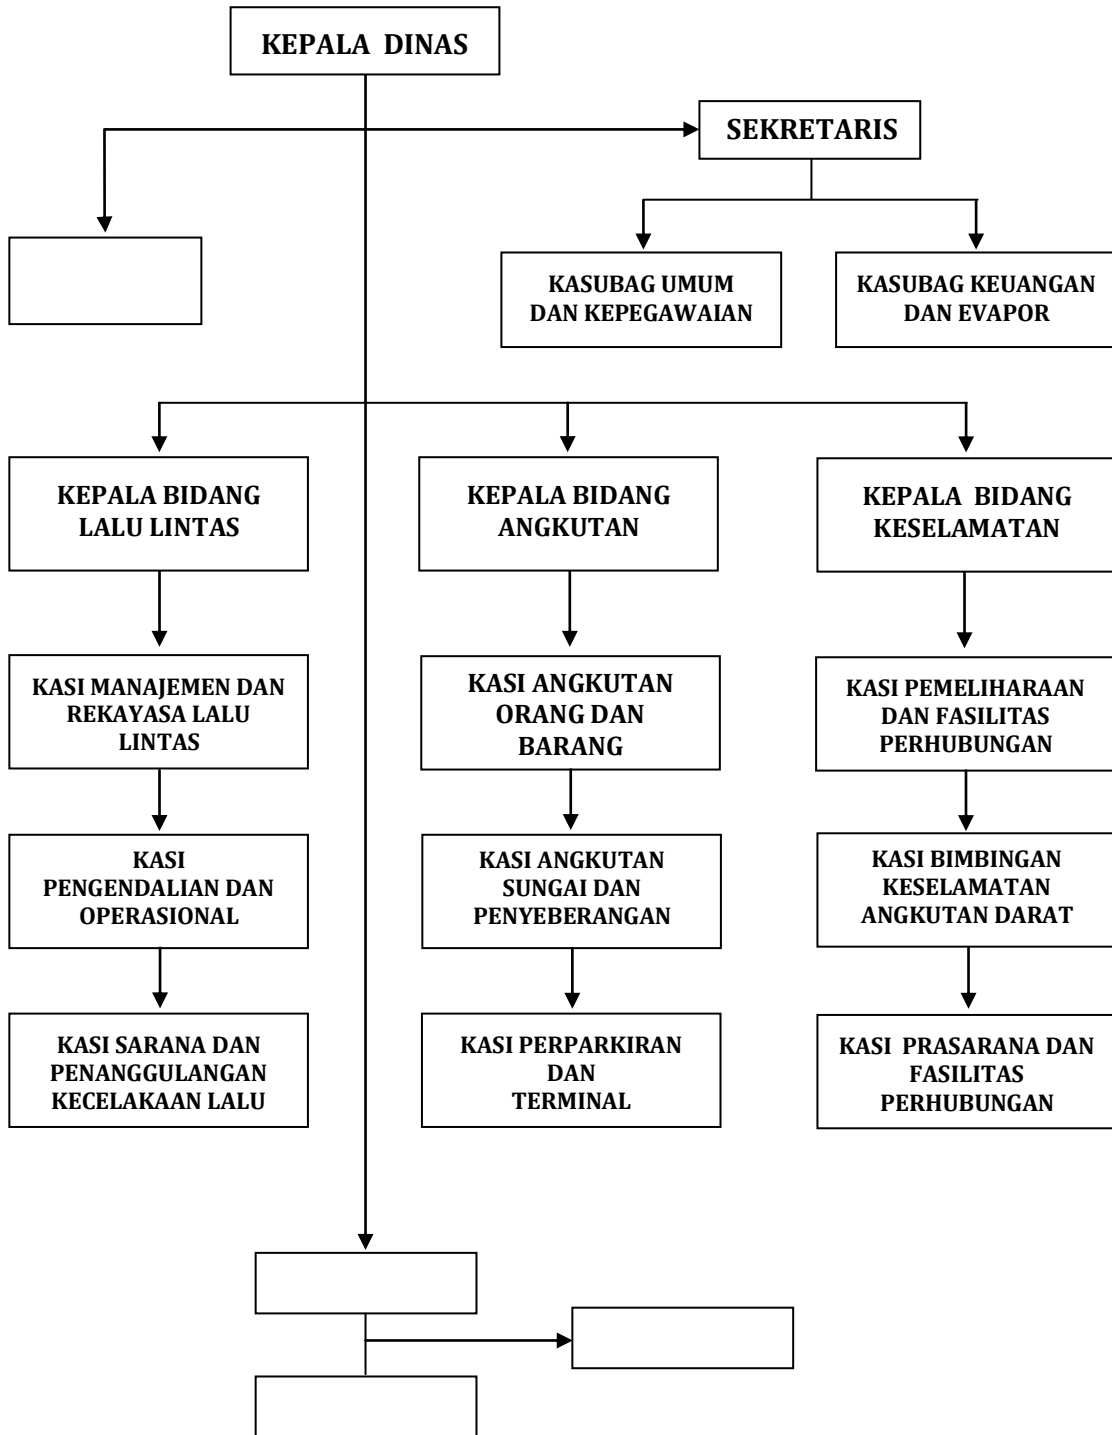 KEPALA DINAS
SEKRETARIS
KASUBAG UMUM
DAN KEPEGAWAIAN
KASUBAG KEUANGAN
DAN EVAPOR
KEPALA BIDANG
LALU LINTAS
KEPALA BIDANG
ANGKUTAN
KEPALA BIDANG
KESELAMATAN
KASI MANAJEMEN DAN
REKAYASA LALU
LINTAS
KASI ANGKUTAN
ORANG DAN
BARANG
KASI PEMELIHARAAN
DAN FASILITAS
PERHUBUNGAN
KASI
PENGENDALIAN DAN
OPERASIONAL
KASI ANGKUTAN
SUNGAI DAN
PENYEBERANGAN
KASI BIMBINGAN
KESELAMATAN
ANGKUTAN DARAT
KASI SARANA DAN
PENANGGULANGAN
KECELAKAAN LALU
KASI PERPARKIRAN
DAN
TERMINAL
KASI PRASARANA DAN
FASILITAS
PERHUBUNGAN